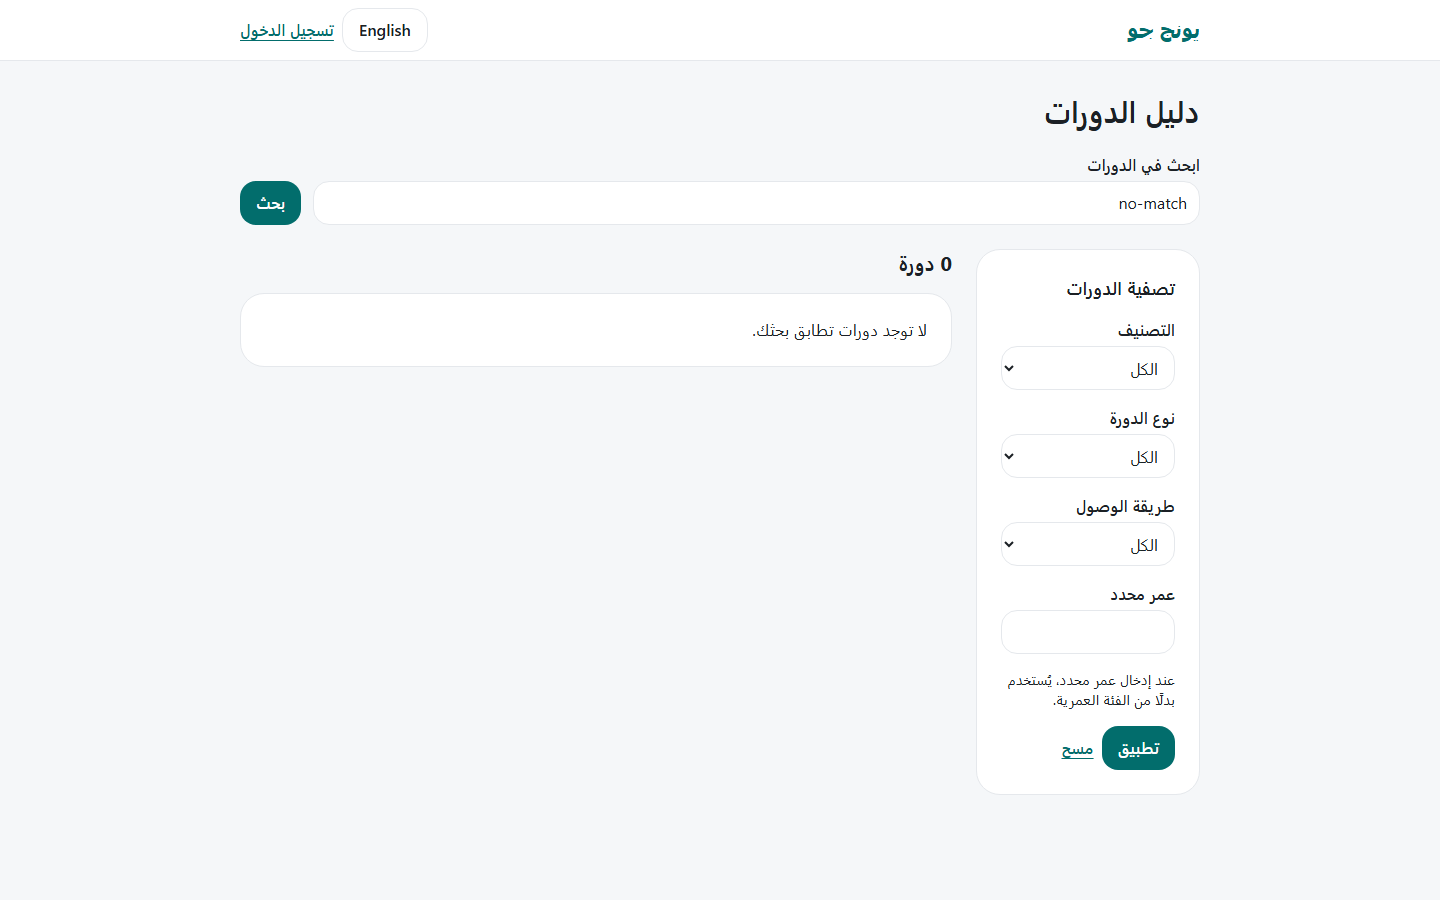 يونج جو
English
تسجيل الدخول
دليل الدورات
ابحث في الدورات
no-match
بحث
تصفية الدورات
التصنيف
الكل
نوع الدورة
الكل
طريقة الوصول
الكل
عمر محدد
عند إدخال عمر محدد، يُستخدم
بدلًا من الفئة العمرية.
تطبيق
مسح
0 دورة
لا توجد دورات تطابق بحثك.